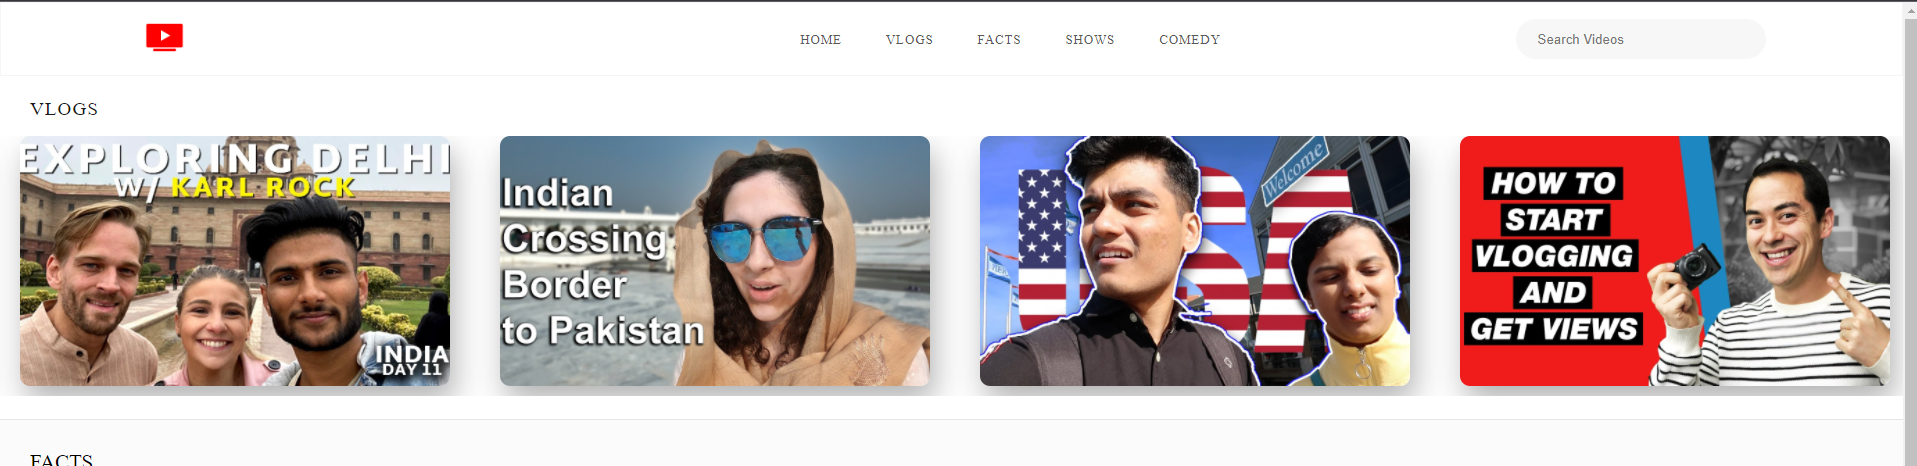 HOME VLOGS FACTS SHOWS COMEDY Search Videos
VLOGS
EXPLORING DELHI
W/ KARL ROCK
INDIA
DAY 11
Indian
Crossing
Border
to Pakistan
USA
Welcome
HOW TO
START
VLOGGING
AND
GET VIEWS
FACTS